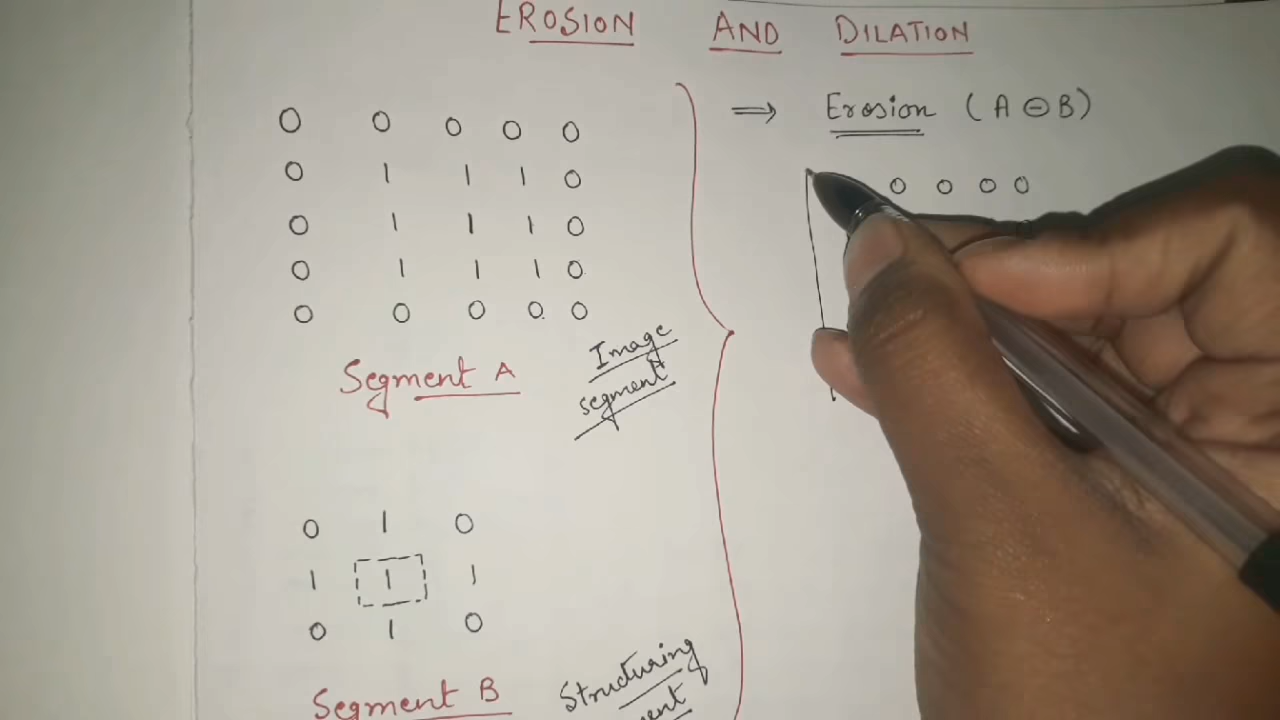 EROSION AND DILATION
0 0 0 0 0
0 1 1 1 0
0 1 1 1 0
0 1 1 1 0
0 0 0 0 0
Segment A
Image
segment
0 1 0
1 1 1
0 1 0
Segment B
Structuring
⇒ Erosion (A ⊖ B)
0 0 0 0